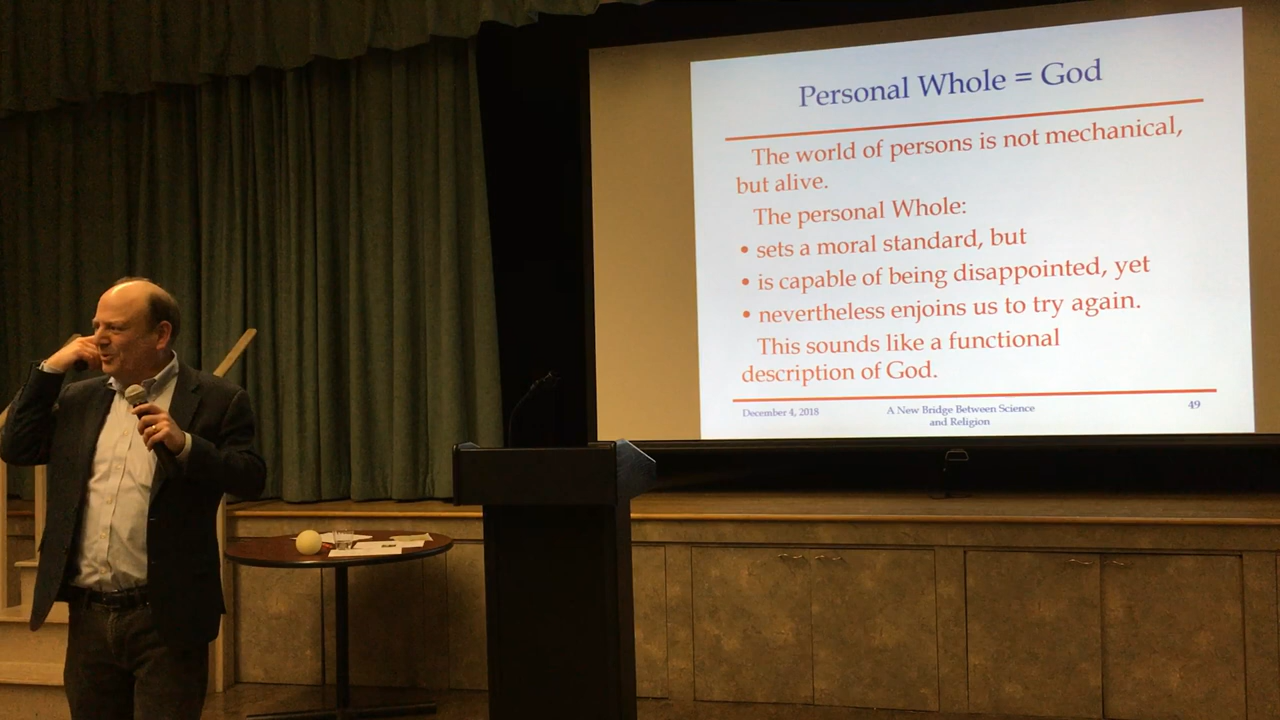 Personal Whole = God
The world of persons is not mechanical,
but alive.
The personal Whole:
• sets a moral standard, but
• is capable of being disappointed, yet
• nevertheless enjoins us to try again.
This sounds like a functional
description of God.
December 4, 2018
A New Bridge Between Science
and Religion
49